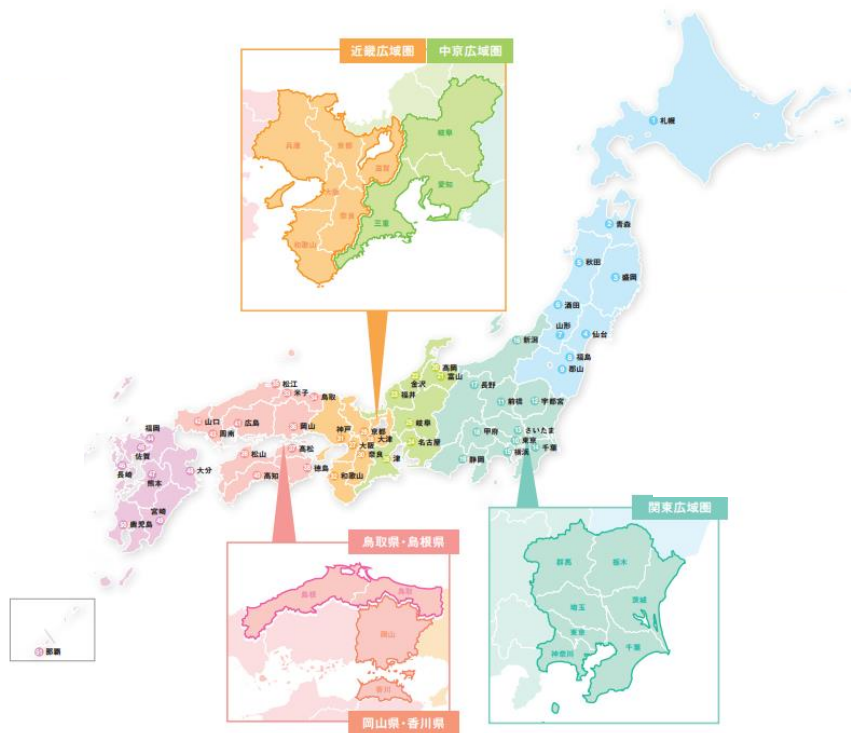 近畿広域圏
中京広域圏
兵庫
京都
滋賀
大阪
奈良
和歌山
岐阜
愛知
三重
1 札幌
2 青森
5 秋田
3 盛岡
6 酒田
山形
7
4 仙台
8 福島
9 郡山
新潟
長野
前橋
宇都宮
さいたま
東京
千葉
横浜
甲府
静岡
高岡
富山
金沢
福井
岐阜
名古屋
津
京都
大津
神戸
大阪
奈良
和歌山
松江
米子
鳥取
岡山
広島
山口
周南
松山
高松
高知
徳島
福岡
佐賀
長崎
熊本
大分
宮崎
鹿児島
那覇
鳥取県・島根県
島根
鳥取
岡山
香川
岡山県・香川県
関東広域圏
群馬
栃木
茨城
埼玉
東京
神奈川
千葉